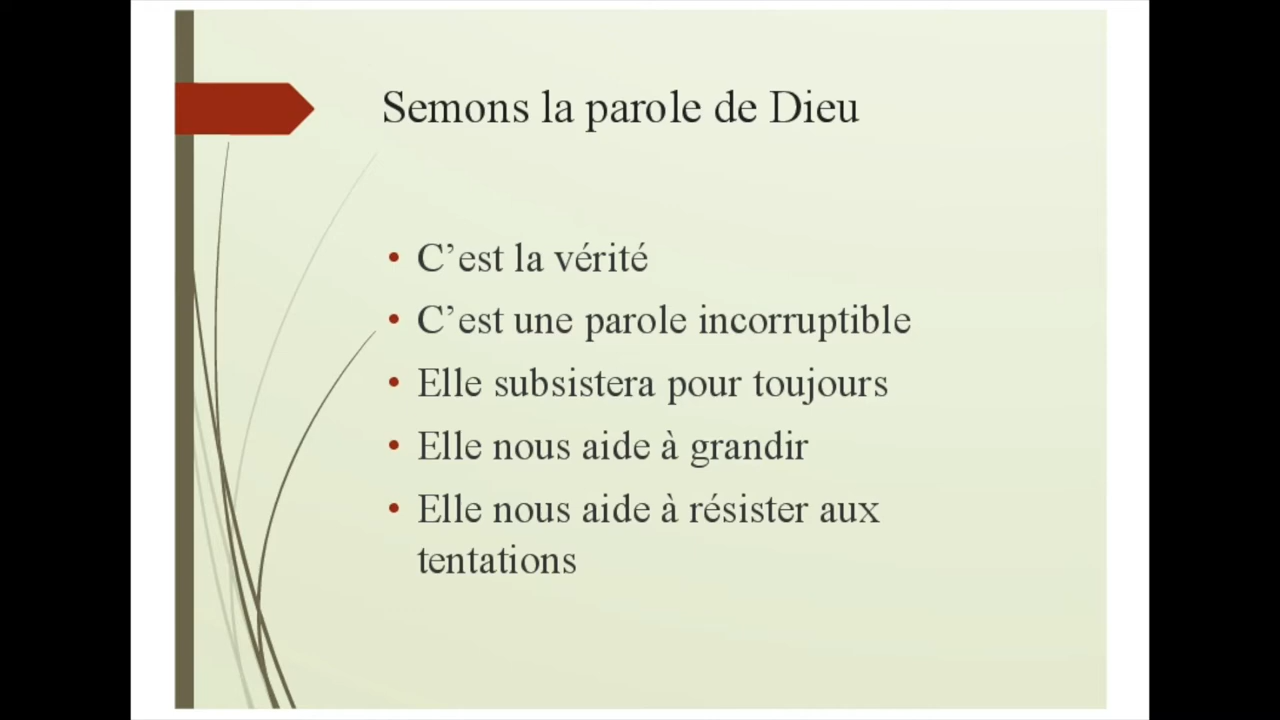 Semons la parole de Dieu
• C’est la vérité
• C’est une parole incorruptible
• Elle subsistera pour toujours
• Elle nous aide à grandir
• Elle nous aide à résister aux
tentations